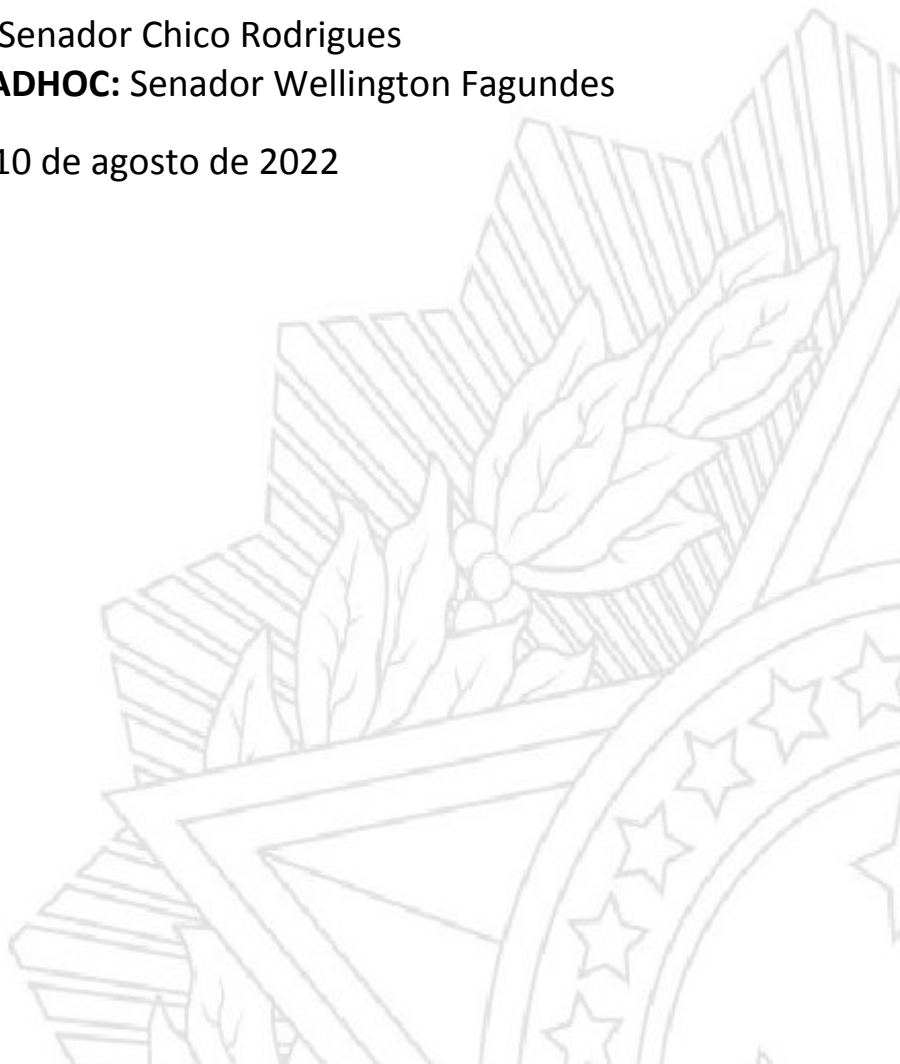 Senador Chico Rodrigues
ADHOC: Senador Wellington Fagundes
10 de agosto de 2022